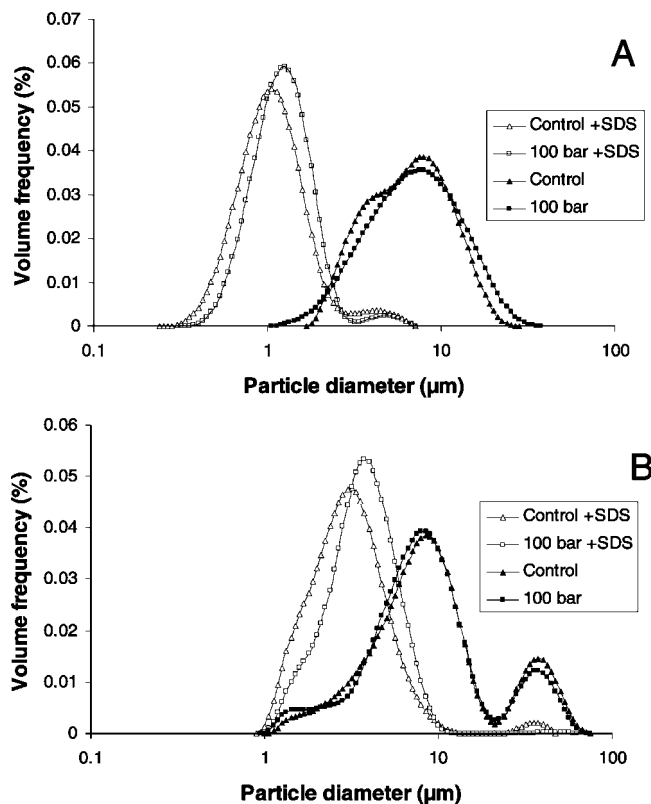 A
0.07
0.06
0.05
0.04
0.03
0.02
0.01
0
Volume frequency (%)
Control +SDS
100 bar +SDS
Control
100 bar
0.1
1
10
100
Particle diameter (µm)
B
0.06
0.05
0.04
0.03
0.02
0.01
0
Volume frequency (%)
Control +SDS
100 bar +SDS
Control
100 bar
0.1
1
10
100
Particle diameter (µm)